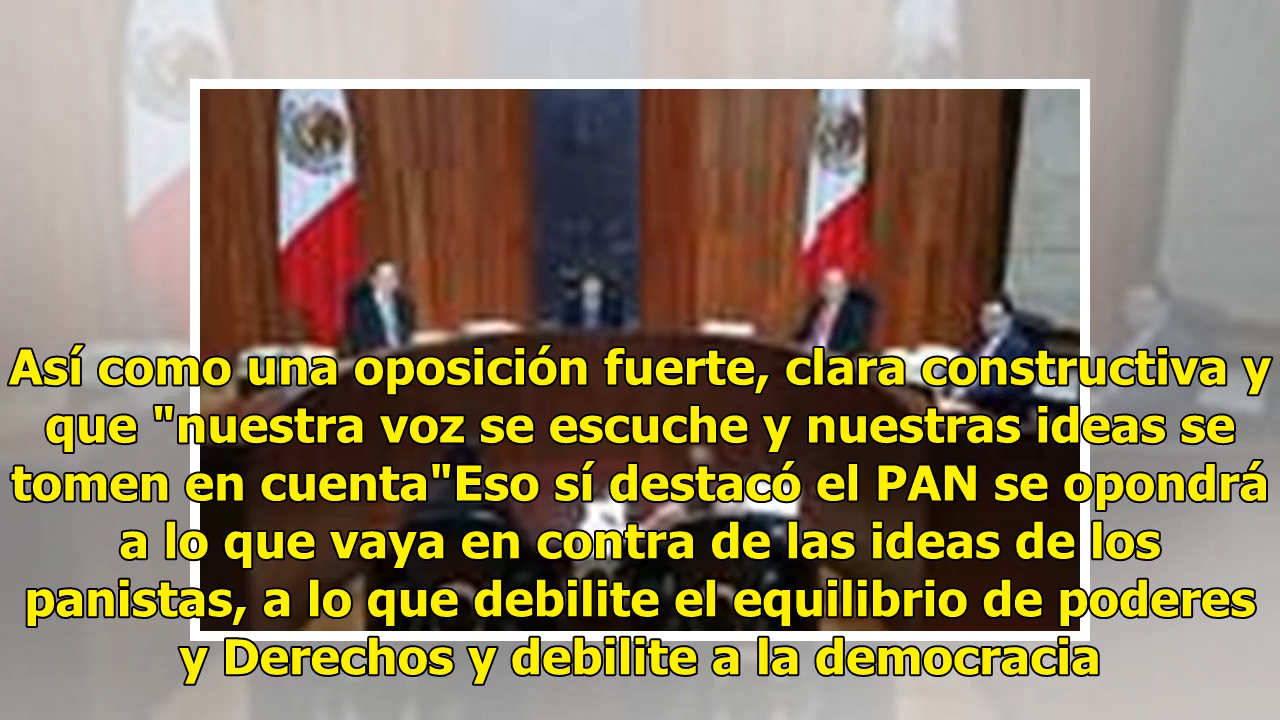 Así como una oposición fuerte, clara constructiva y
que "nuestra voz se escuche y nuestras ideas se
tomen en cuenta"Eso sí destacó el PAN se opondrá
a lo que vaya en contra de las ideas de los
panistas, a lo que debilite el equilibrio de poderes
y Derechos y debilite a la democracia